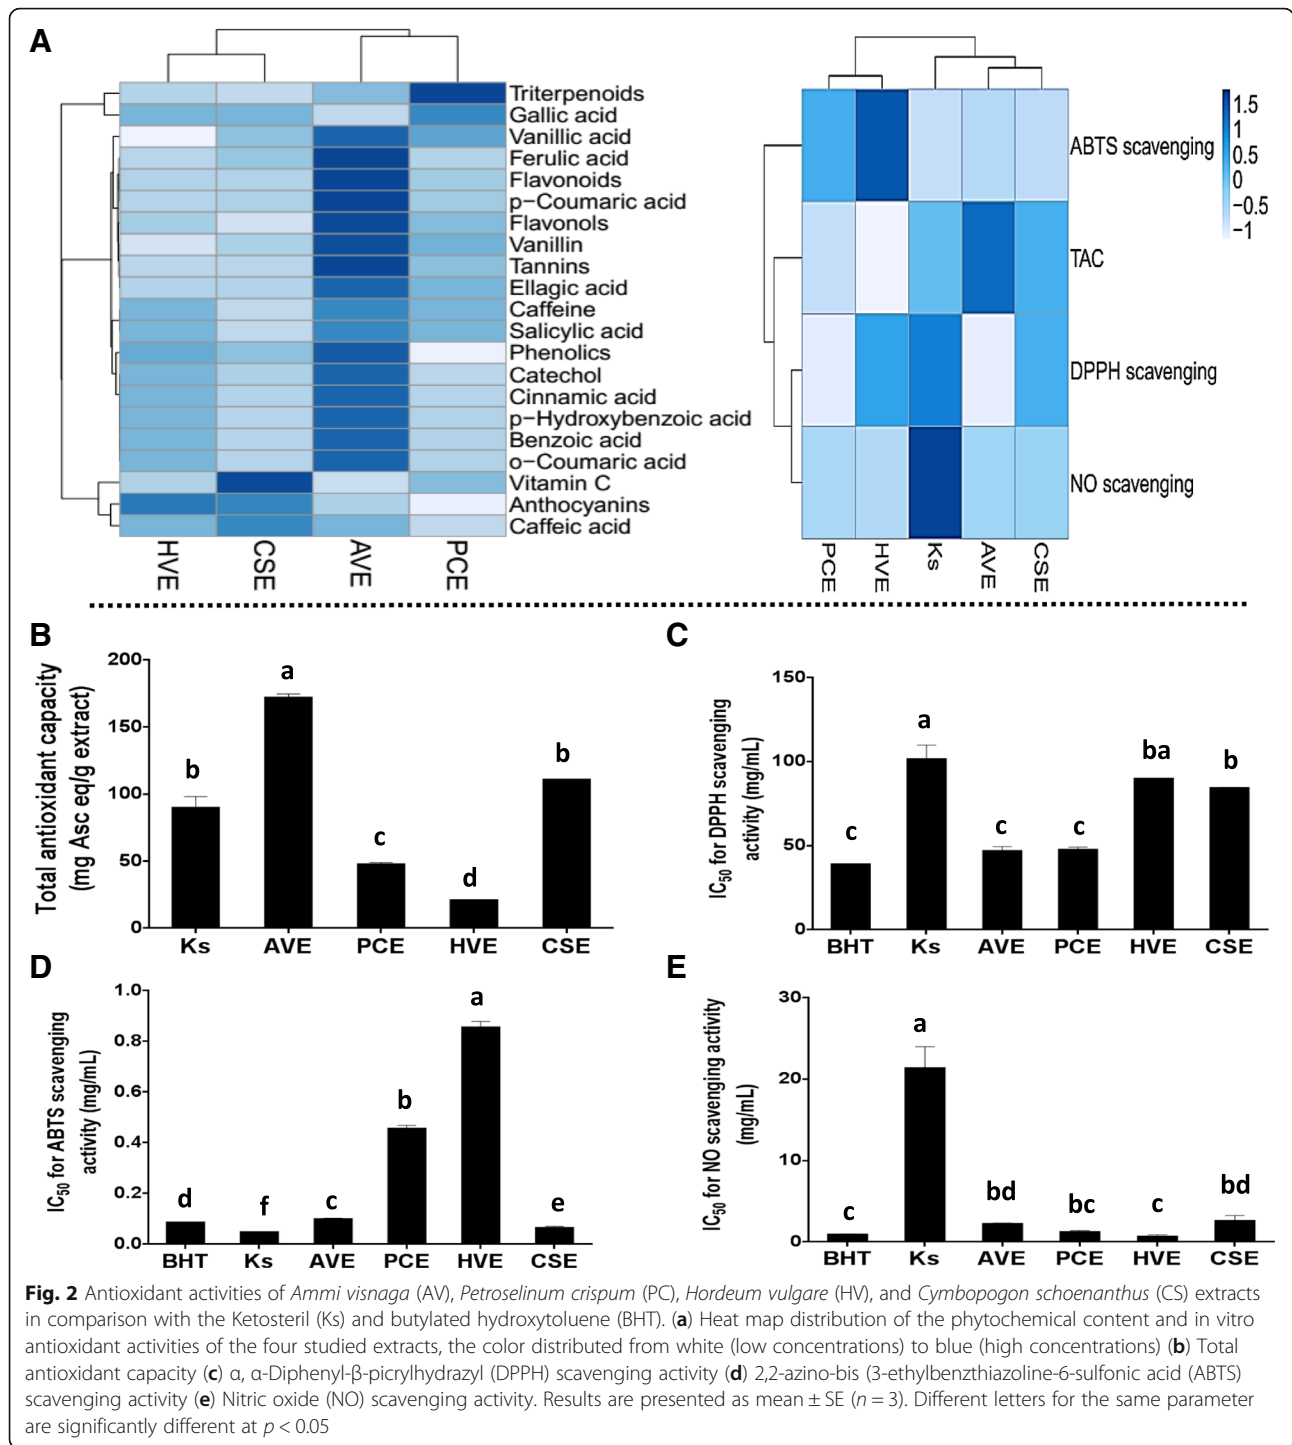 A
Triterpenoids
Gallic acid
Vanillic acid
Ferulic acid
Flavonoids
p−Coumaric acid
Flavonols
Vanillin
Tannins
Ellagic acid
Caffeine
Salicylic acid
Phenolics
Catechol
Cinnamic acid
p−Hydroxybenzoic acid
Benzoic acid
o−Coumaric acid
Vitamin C
Anthocyanins
Caffeic acid
HVE CSE AVE PCE
ABTS scavenging
TAC
DPPH scavenging
NO scavenging
PCE HVE Ks AVE CSE
1.5
1
0.5
0
−0.5
−1
B
Total antioxidant capacity
(mg Asc eq/g extract)
200
150
100
50
0
b a c d b
Ks AVE PCE HVE CSE
C
IC50 for DPPH scavenging
activity (mg/mL)
150
100
50
0
c a c c ba b
BHT Ks AVE PCE HVE CSE
D
IC50 for ABTS scavenging
activity (mg/mL)
1.0
0.8
0.6
0.4
0.2
0.0
d f c b a e
BHT Ks AVE PCE HVE CSE
E
IC50 for NO scavenging activity
(mg/mL)
30
20
10
0
c a bd bc c bd
BHT Ks AVE PCE HVE CSE
Fig. 2 Antioxidant activities of Ammi visnaga (AV), Petroselinum crispum (PC), Hordeum vulgare (HV), and Cymbopogon schoenanthus (CS) extracts
in comparison with the Ketosteril (Ks) and butylated hydroxytoluene (BHT). (a) Heat map distribution of the phytochemical content and in vitro
antioxidant activities of the four studied extracts, the color distributed from white (low concentrations) to blue (high concentrations) (b) Total
antioxidant capacity (c) α, α-Diphenyl-β-picrylhydrazyl (DPPH) scavenging activity (d) 2,2-azino-bis (3-ethylbenzthiazoline-6-sulfonic acid (ABTS)
scavenging activity (e) Nitric oxide (NO) scavenging activity. Results are presented as mean ± SE (n = 3). Different letters for the same parameter
are significantly different at p < 0.05